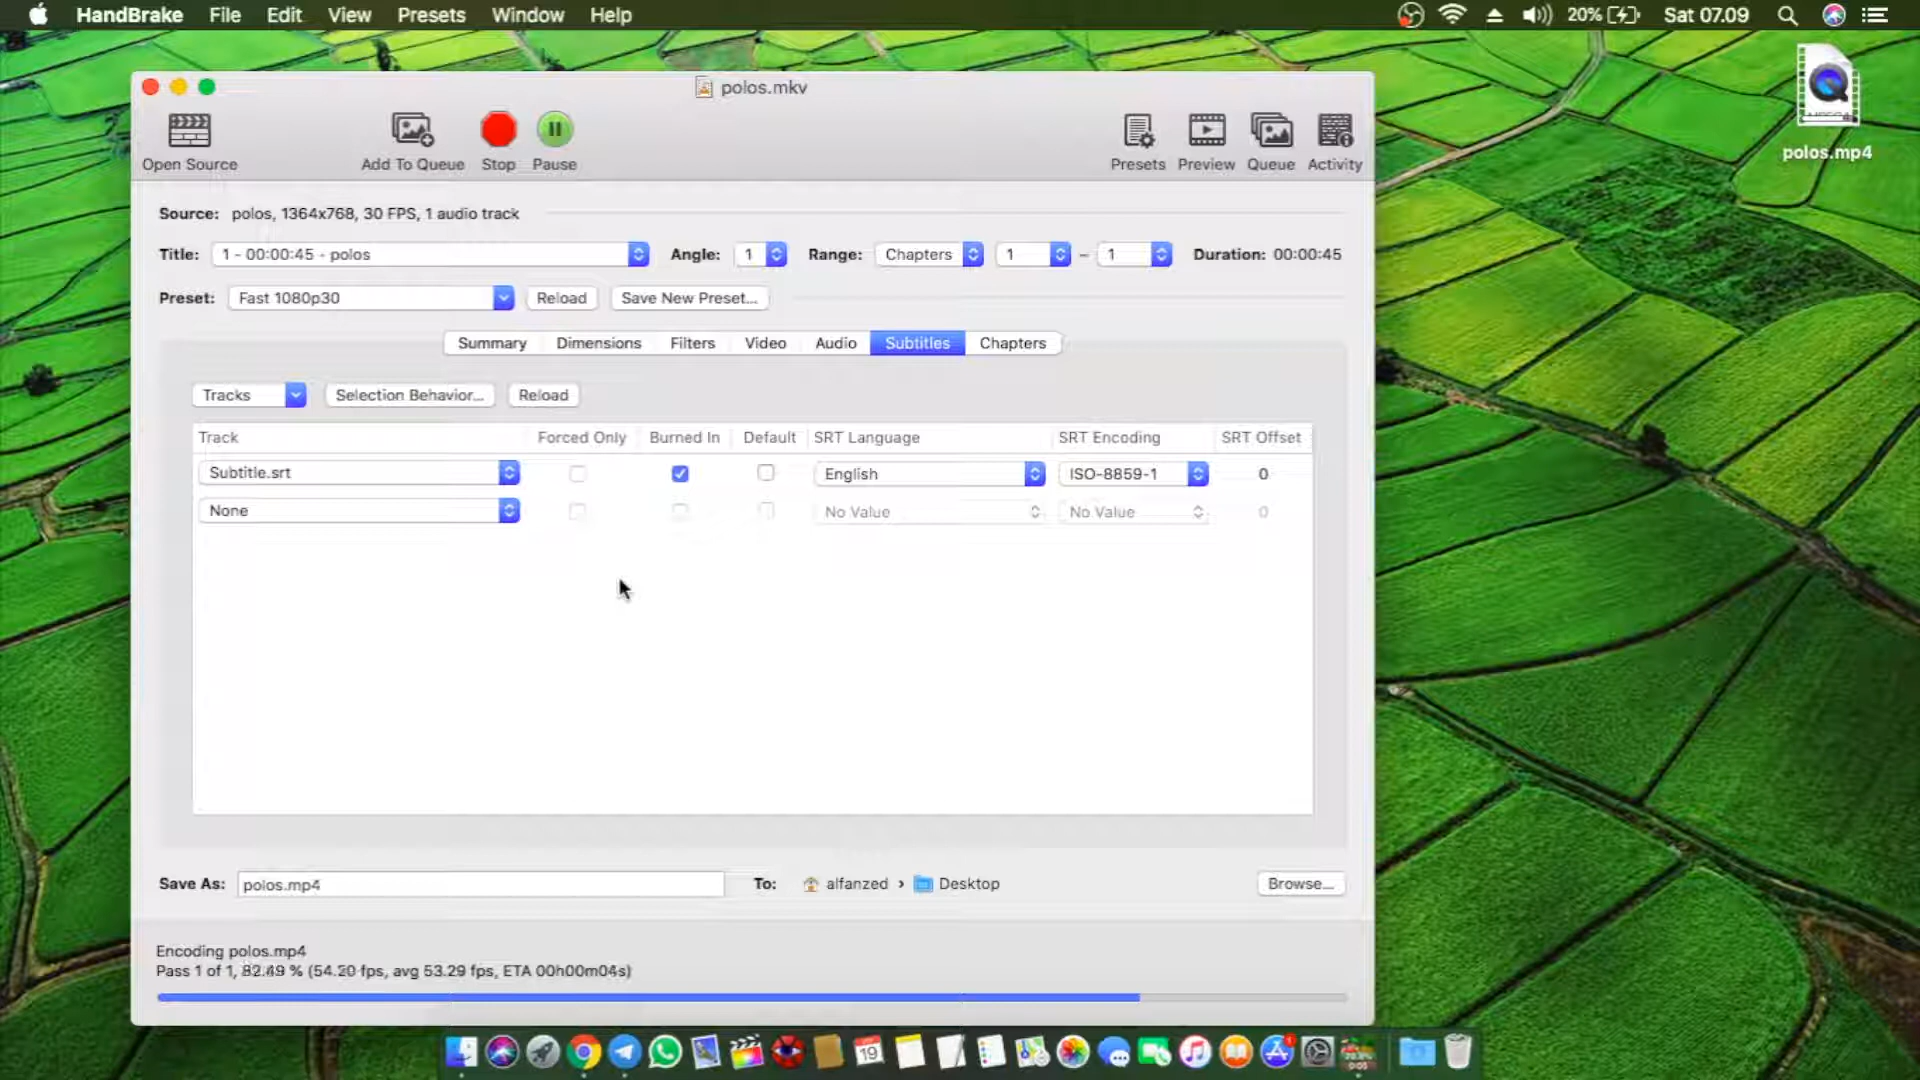 HandBrake File Edit View Presets Window Help 20% Sat 07.09
polos.mkv
Open Source Add To Queue Stop Pause Presets Preview Queue Activity
polos.mp4
Source: polos, 1364x768, 30 FPS, 1 audio track
Title: 1 - 00:00:45 - polos Angle: 1 Range: Chapters 1 – 1 Duration: 00:00:45
Preset: Fast 1080p30 Reload Save New Preset...
Summary Dimensions Filters Video Audio Subtitles Chapters
Tracks Selection Behavior... Reload
Track Forced Only Burned In Default SRT Language SRT Encoding SRT Offset
Subtitle.srt English ISO-8859-1 0
None No Value No Value 0
Save As: polos.mp4 To: alfanzed › Desktop Browse...
Encoding polos.mp4
Pass 1 of 1, 82.49 % (54.20 fps, avg 53.29 fps, ETA 00h00m04s)
19